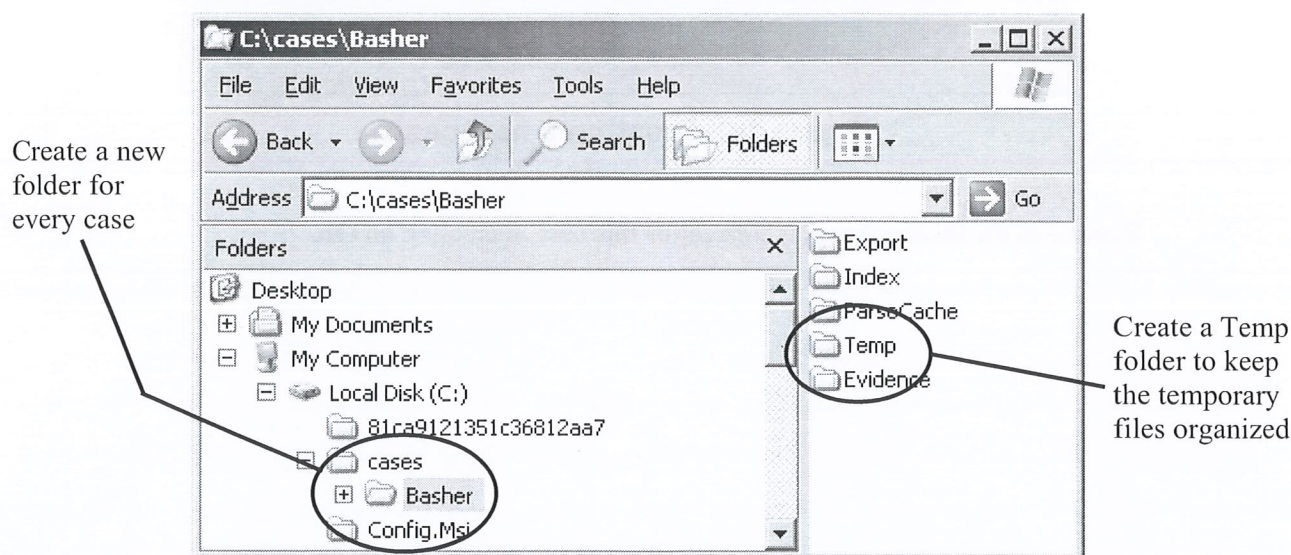 C:\cases\Basher
File Edit View Favorites Tools Help
Back Search Folders
Address C:\cases\Basher Go
Create a new
folder for
every case
Folders
Desktop
My Documents
My Computer
Local Disk (C:)
81ca9121351c36812aa7
cases
Basher
Config.Msi
Export
Index
ParseCache
Temp
Evidence
Create a Temp
folder to keep
the temporary
files organized